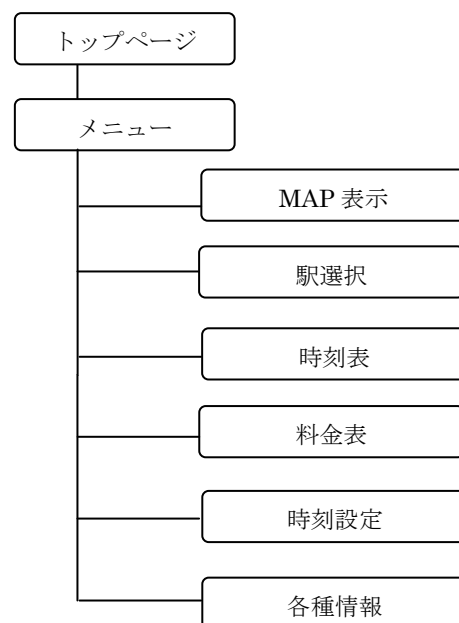 トップページ
メニュー
MAP 表示
駅選択
時刻表
料金表
時刻設定
各種情報